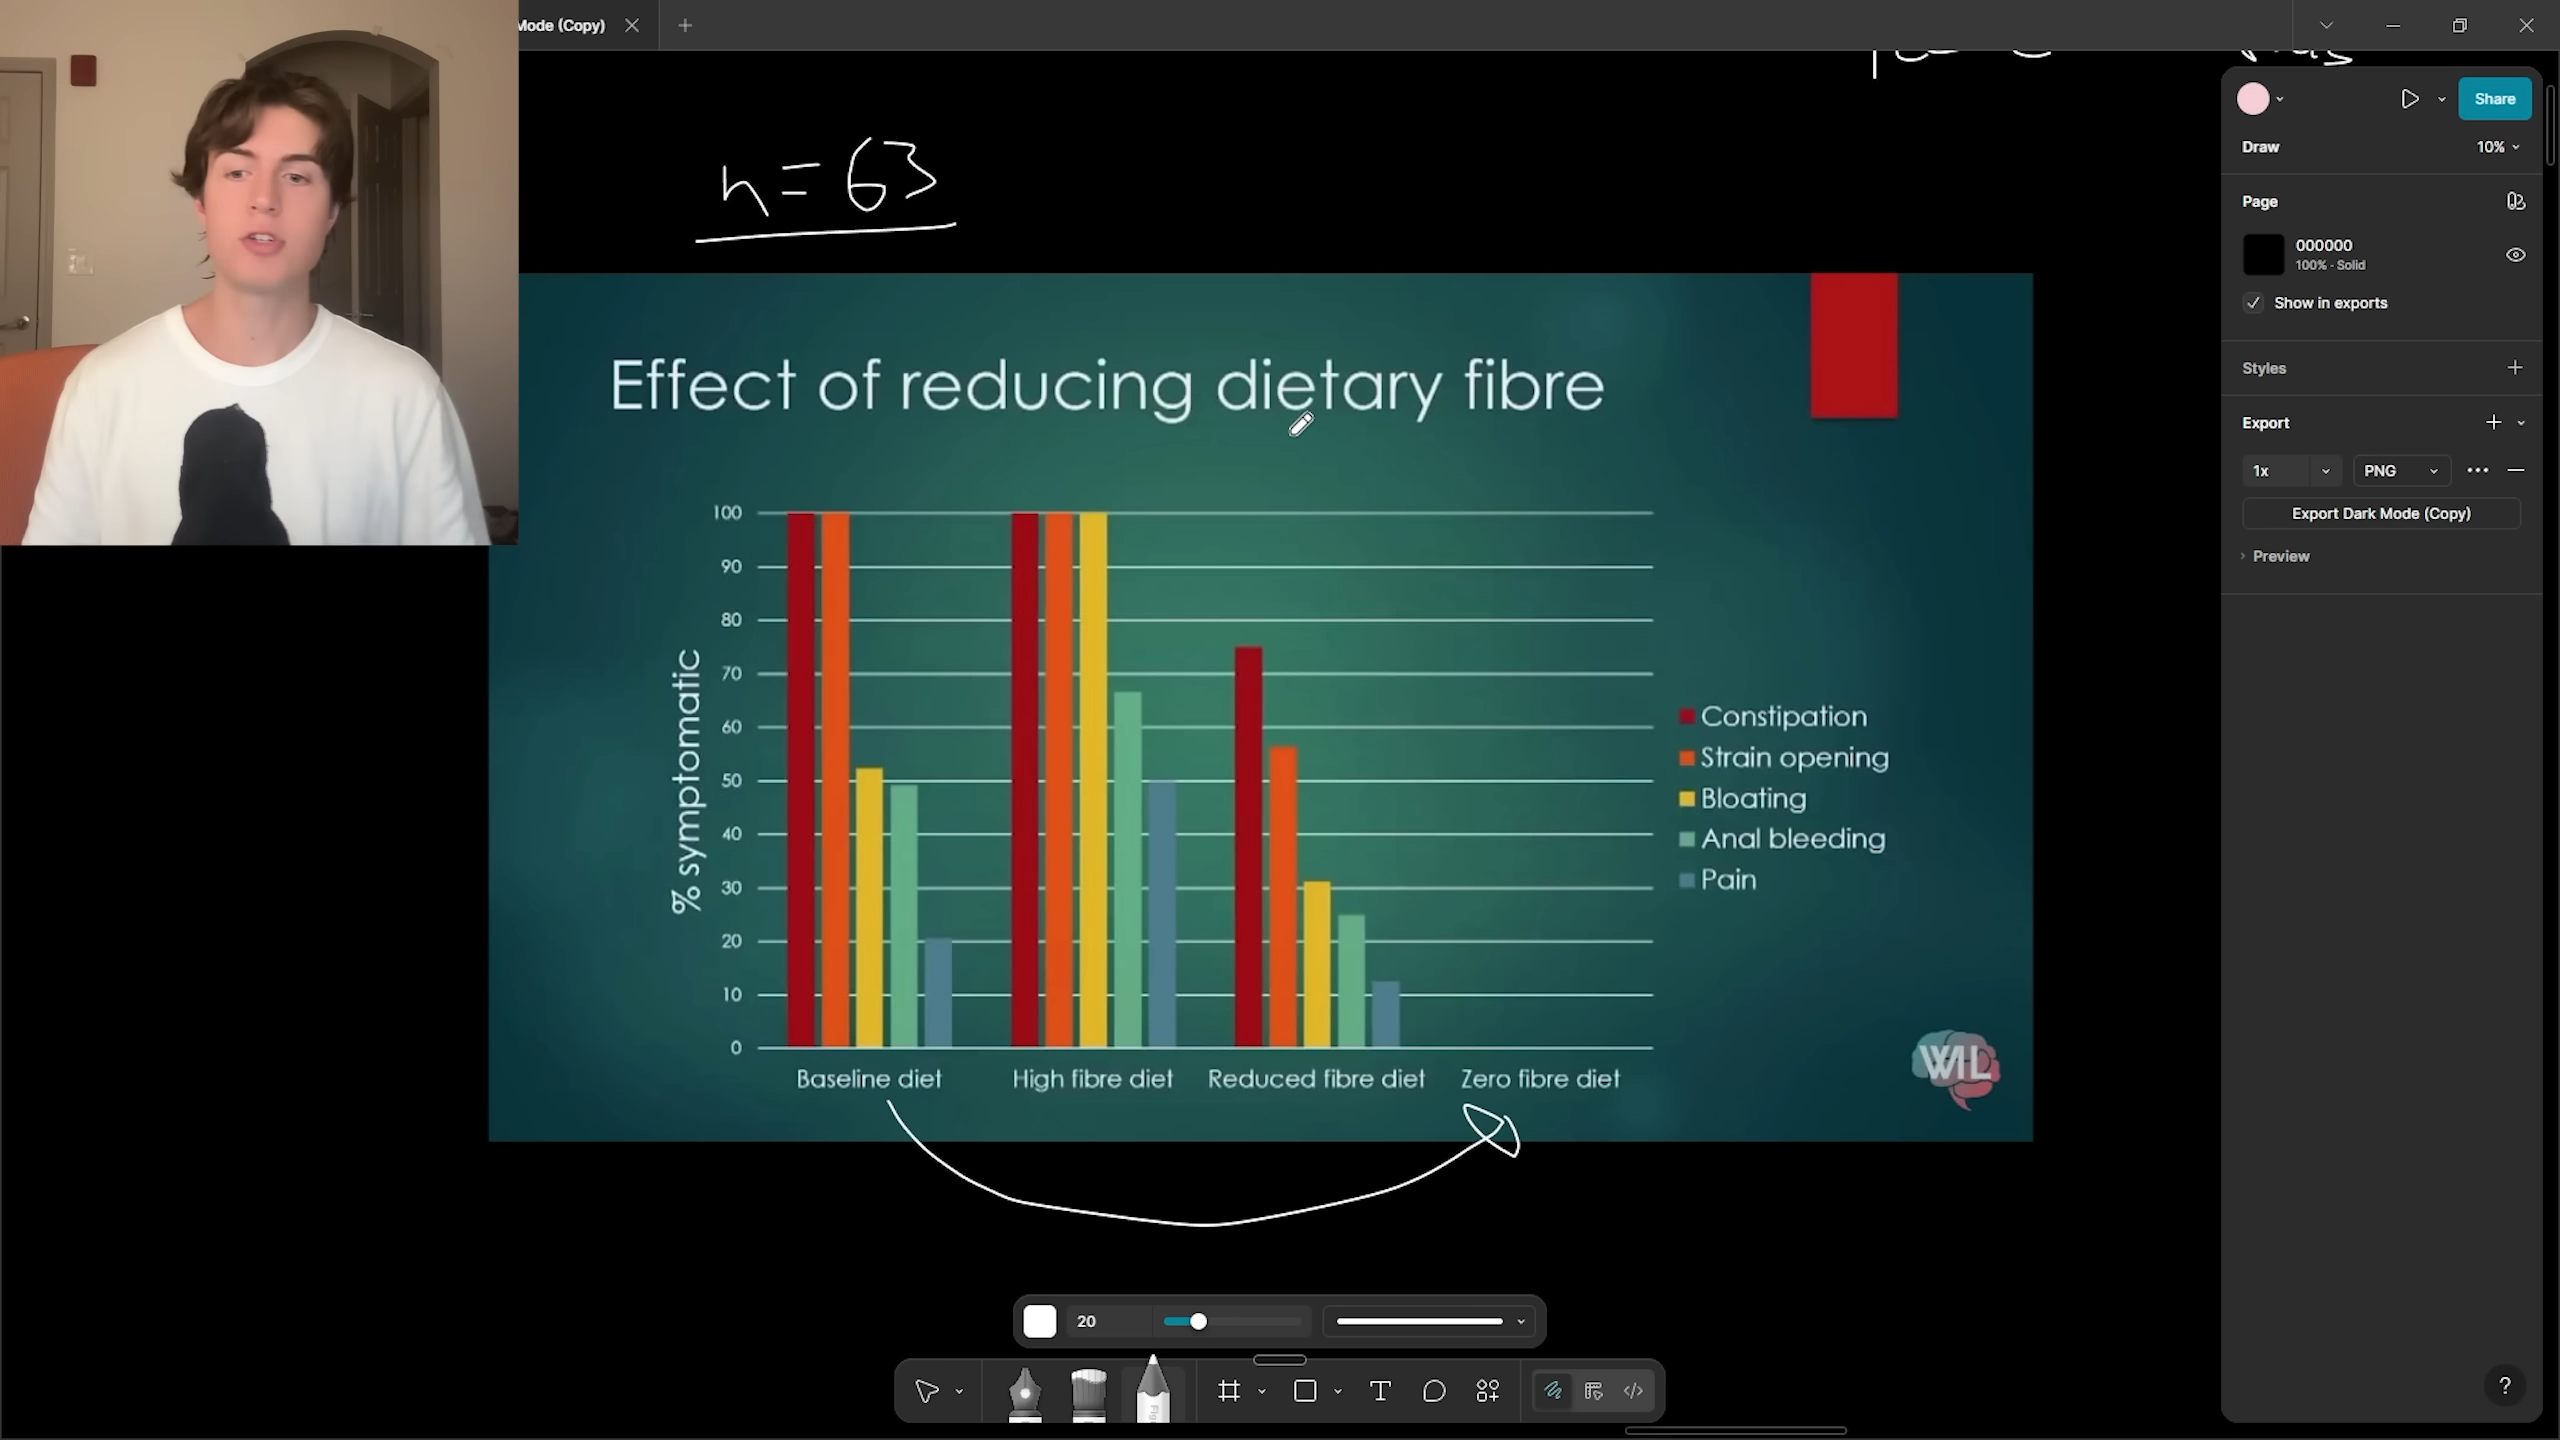 Mode (Copy)
n = 63
Effect of reducing dietary fibre
% symptomatic
100
90
80
70
60
50
40
30
20
10
0
Baseline diet
High fibre diet
Reduced fibre diet
Zero fibre diet
Constipation
Strain opening
Bloating
Anal bleeding
Pain
WIL
Share
Draw
10%
Page
000000
100% - Solid
Show in exports
Styles
Export
1x
PNG
Export Dark Mode (Copy)
Preview
20
?